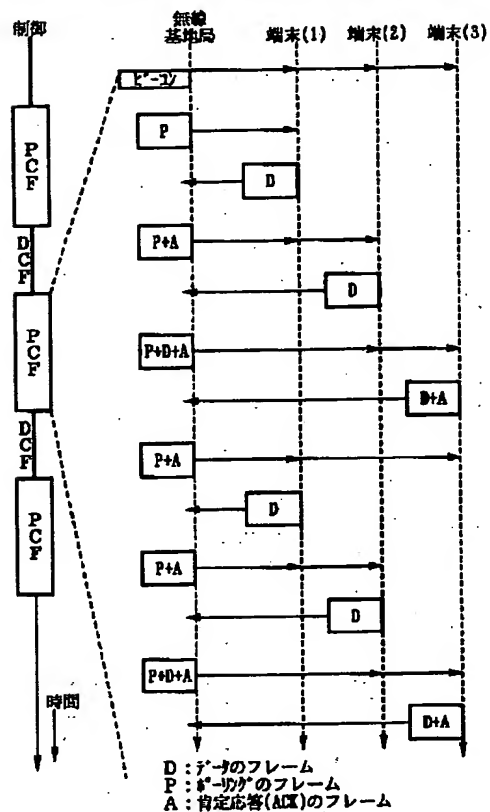 制御
無線
基地局
端末(1)
端末(2)
端末(3)
ビーコン
PCF
P
D
DCF
P+A
D
PCF
P+D+A
D+A
DCF
P+A
D
PCF
P+A
D
P+D+A
D+A
時間
D：データのフレーム
P：ポーリングのフレーム
A：肯定応答(ACK)のフレーム